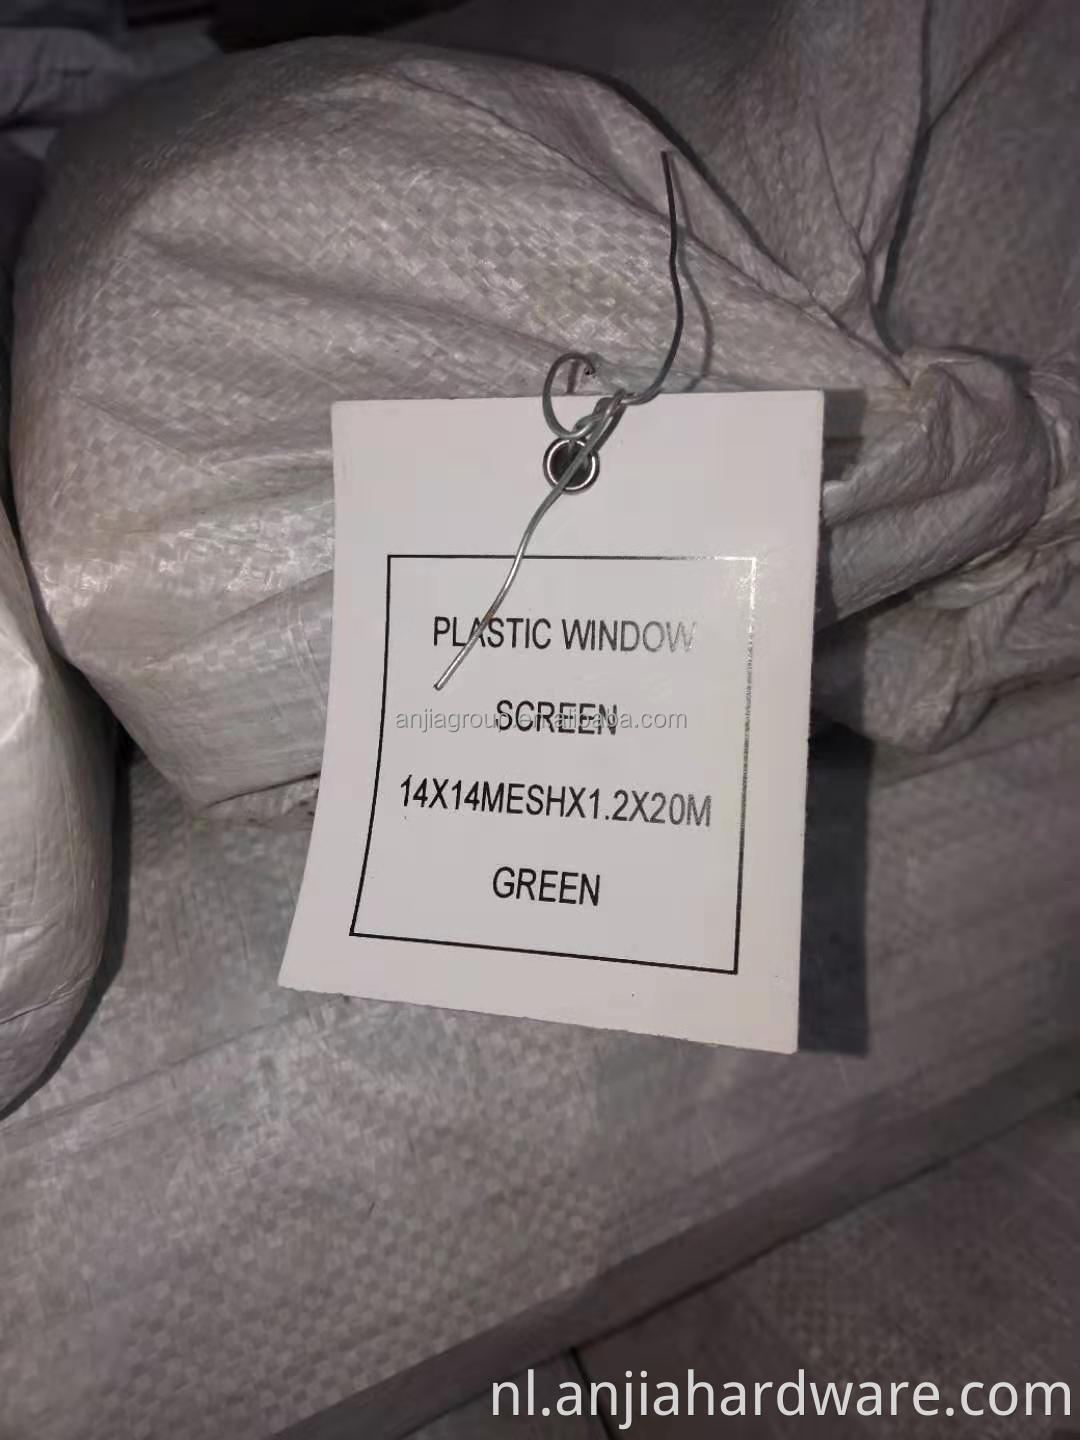 PLASTIC WINDOW
SCREEN
anjiagroup.en.alibaba.com
14X14MESHX1.2X20M
GREEN
nl.anjiahardware.com